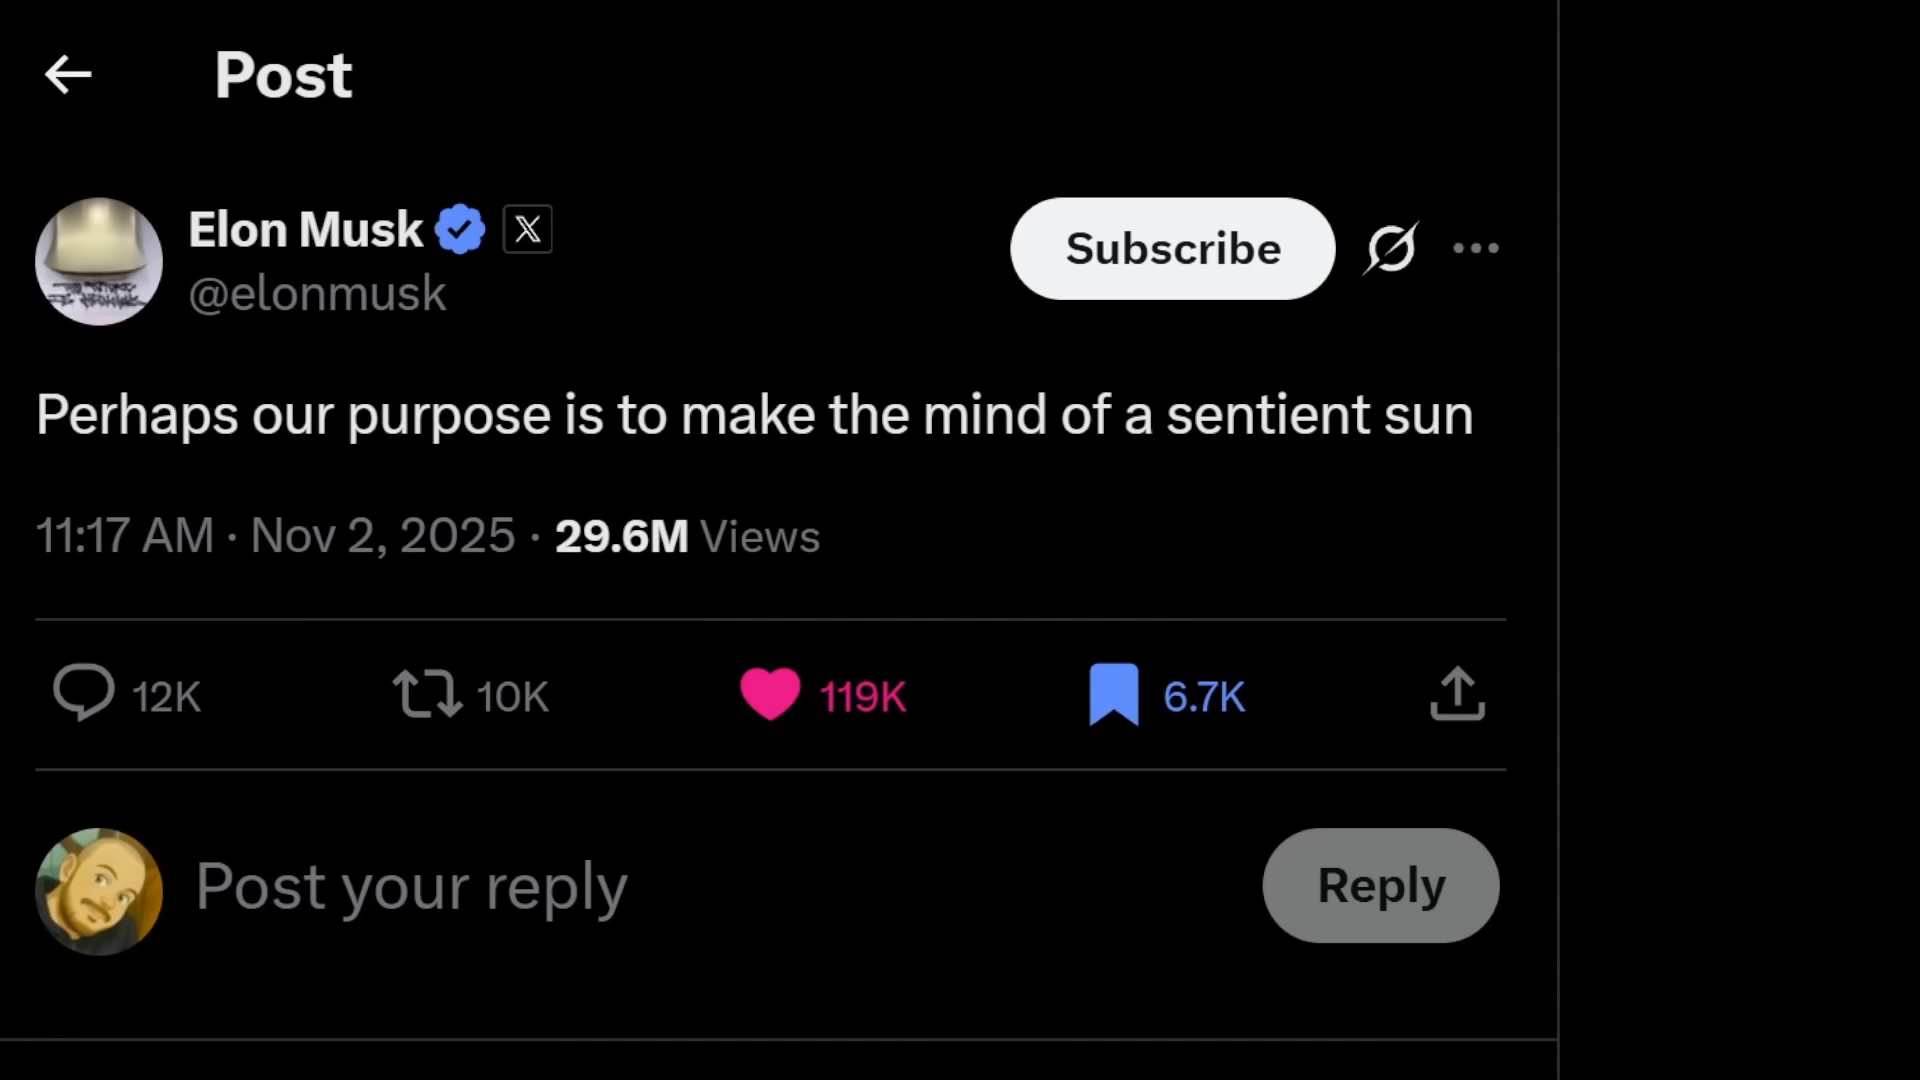 Post
Elon Musk
@elonmusk
Subscribe
Perhaps our purpose is to make the mind of a sentient sun
11:17 AM · Nov 2, 2025 · 29.6M Views
12K 10K 119K 6.7K
Post your reply
Reply